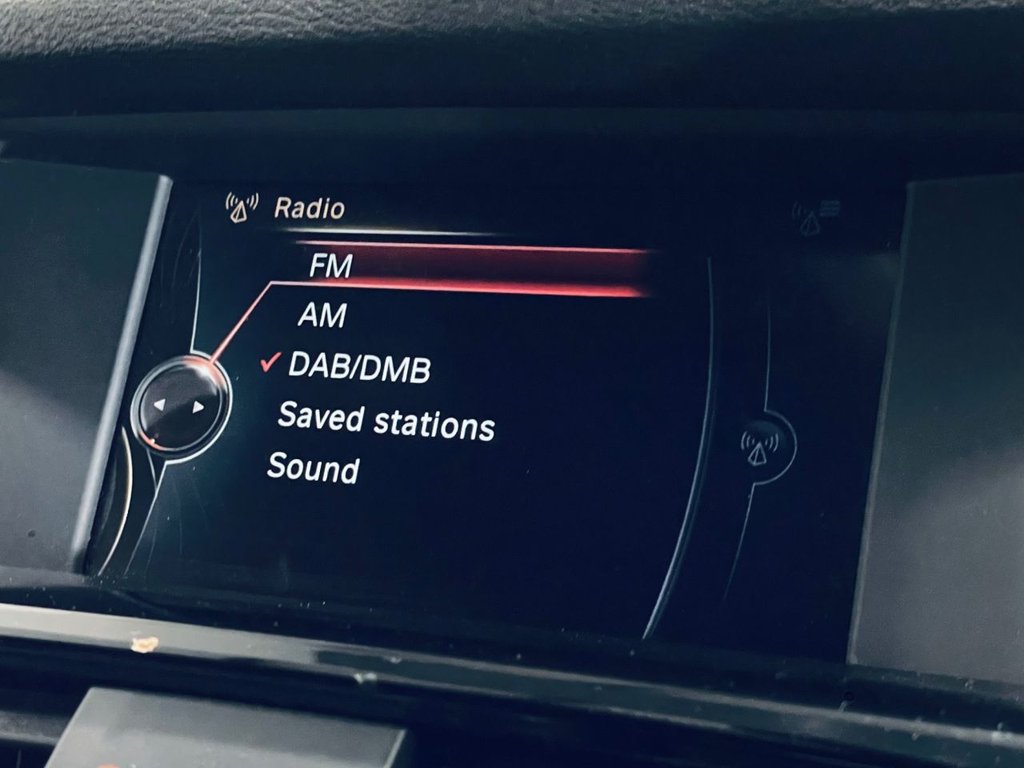 Radio
FM
AM
DAB/DMB
Saved stations
Sound